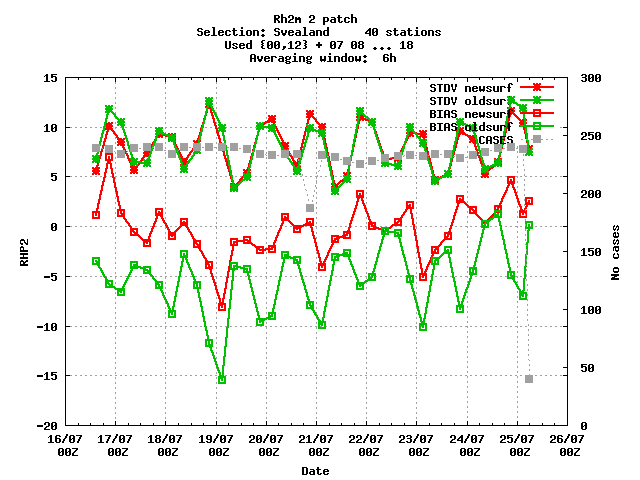 Rh2m 2 patch
Selection: Svealand 40 stations
Used {00,12} + 07 08 ... 18
Averaging window: 6h
STDV newsurf
STDV oldsurf
BIAS newsurf
BIAS oldsurf
CASES
15
10
5
0
-5
-10
-15
-20
RHP2
300
250
200
150
100
50
0
No cases
16/07 17/07 18/07 19/07 20/07 21/07 22/07 23/07 24/07 25/07 26/07
00Z 00Z 00Z 00Z 00Z 00Z 00Z 00Z 00Z 00Z 00Z
Date